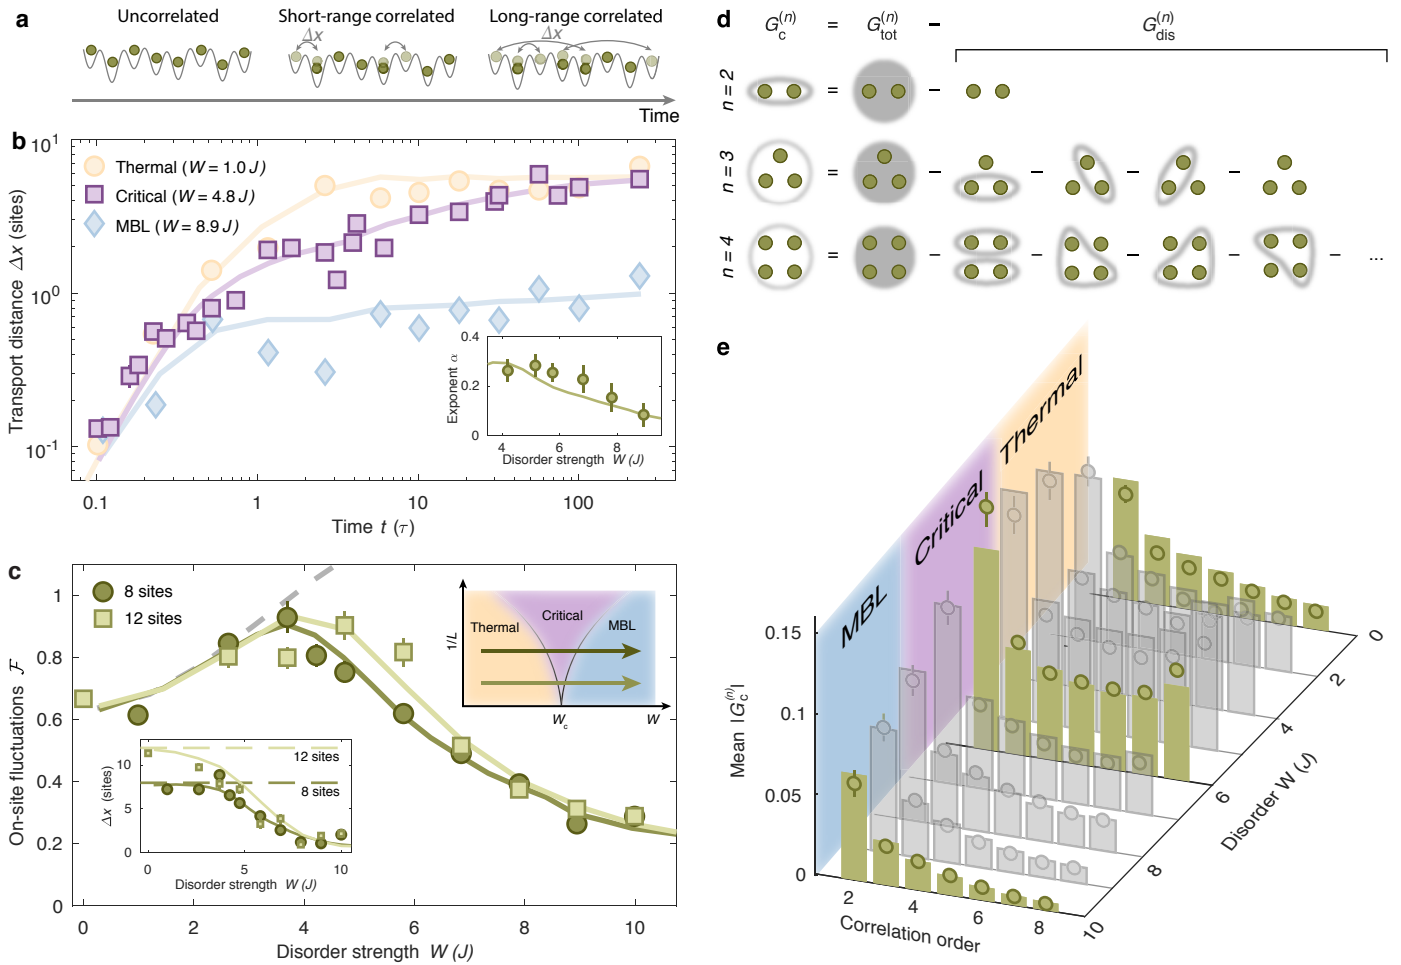 a
Uncorrelated
Short-range correlated
Long-range correlated
Δx
Δx
Time
b
10¹
10⁰
10⁻¹
Transport distance Δx (sites)
Thermal (W = 1.0 J)
Critical (W = 4.8 J)
MBL (W = 8.9 J)
0.4
0.2
0
Exponent α
4
6
8
Disorder strength W (J)
0.1
1
10
100
Time t (τ)
c
1
0.8
0.6
0.4
0.2
0
On-site fluctuations ℱ
8 sites
12 sites
1/L
Thermal
Critical
MBL
W_c
W
10
5
0
Δx (sites)
12 sites
8 sites
0
5
10
Disorder strength W (J)
0
2
4
6
8
10
Disorder strength W (J)
d
G_c^(n) = G_tot^(n) − G_dis^(n)
n = 2
= −
n = 3
= − − − −
n = 4
= − − − − − ...
e
MBL
Critical
Thermal
0.15
0.1
0.05
0
Mean |G_c^(n)|
2
4
6
8
Correlation order
0
2
4
6
8
10
Disorder W (J)